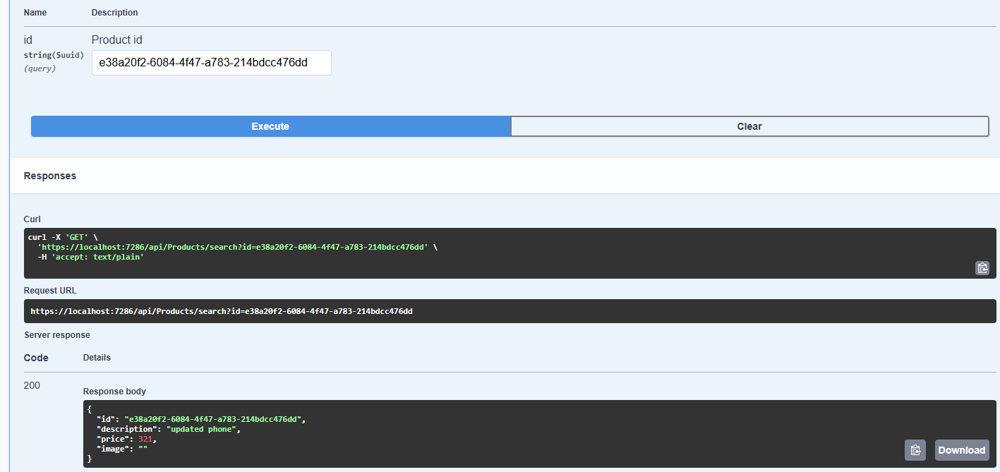 Name Description
id Product id
string($uuid)
(query)
e38a20f2-6084-4f47-a783-214bdcc476dd
Execute Clear
Responses
Curl
curl -X 'GET' \
'https://localhost:7286/api/Products/search?id=e38a20f2-6084-4f47-a783-214bdcc476dd' \
-H 'accept: text/plain'
Request URL
https://localhost:7286/api/Products/search?id=e38a20f2-6084-4f47-a783-214bdcc476dd
Server response
Code Details
200
Response body
{
"id": "e38a20f2-6084-4f47-a783-214bdcc476dd",
"description": "updated phone",
"price": 321,
"image": ""
}
Download